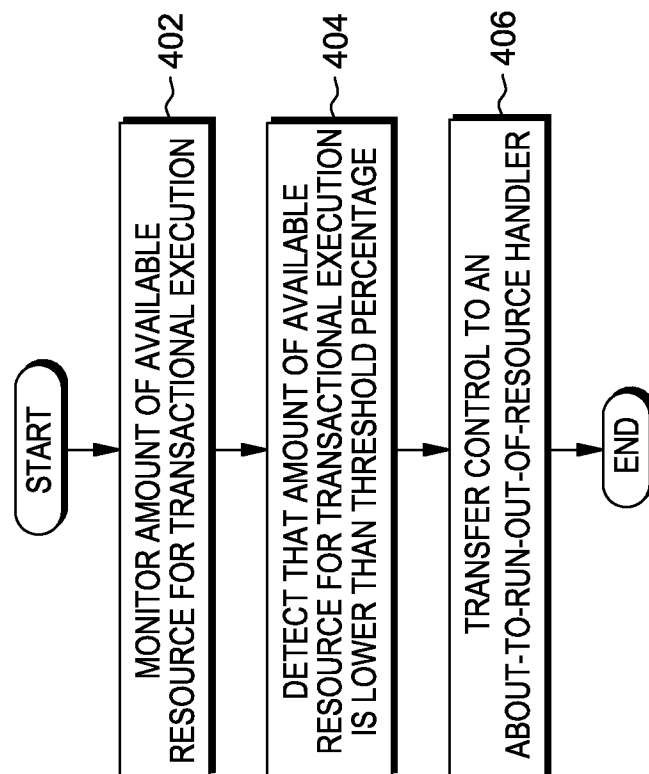 START
MONITOR AMOUNT OF AVAILABLE
RESOURCE FOR TRANSACTIONAL EXECUTION
402
DETECT THAT AMOUNT OF AVAILABLE
RESOURCE FOR TRANSACTIONAL EXECUTION
IS LOWER THAN THRESHOLD PERCENTAGE
404
TRANSFER CONTROL TO AN
ABOUT-TO-RUN-OUT-OF-RESOURCE HANDLER
406
END